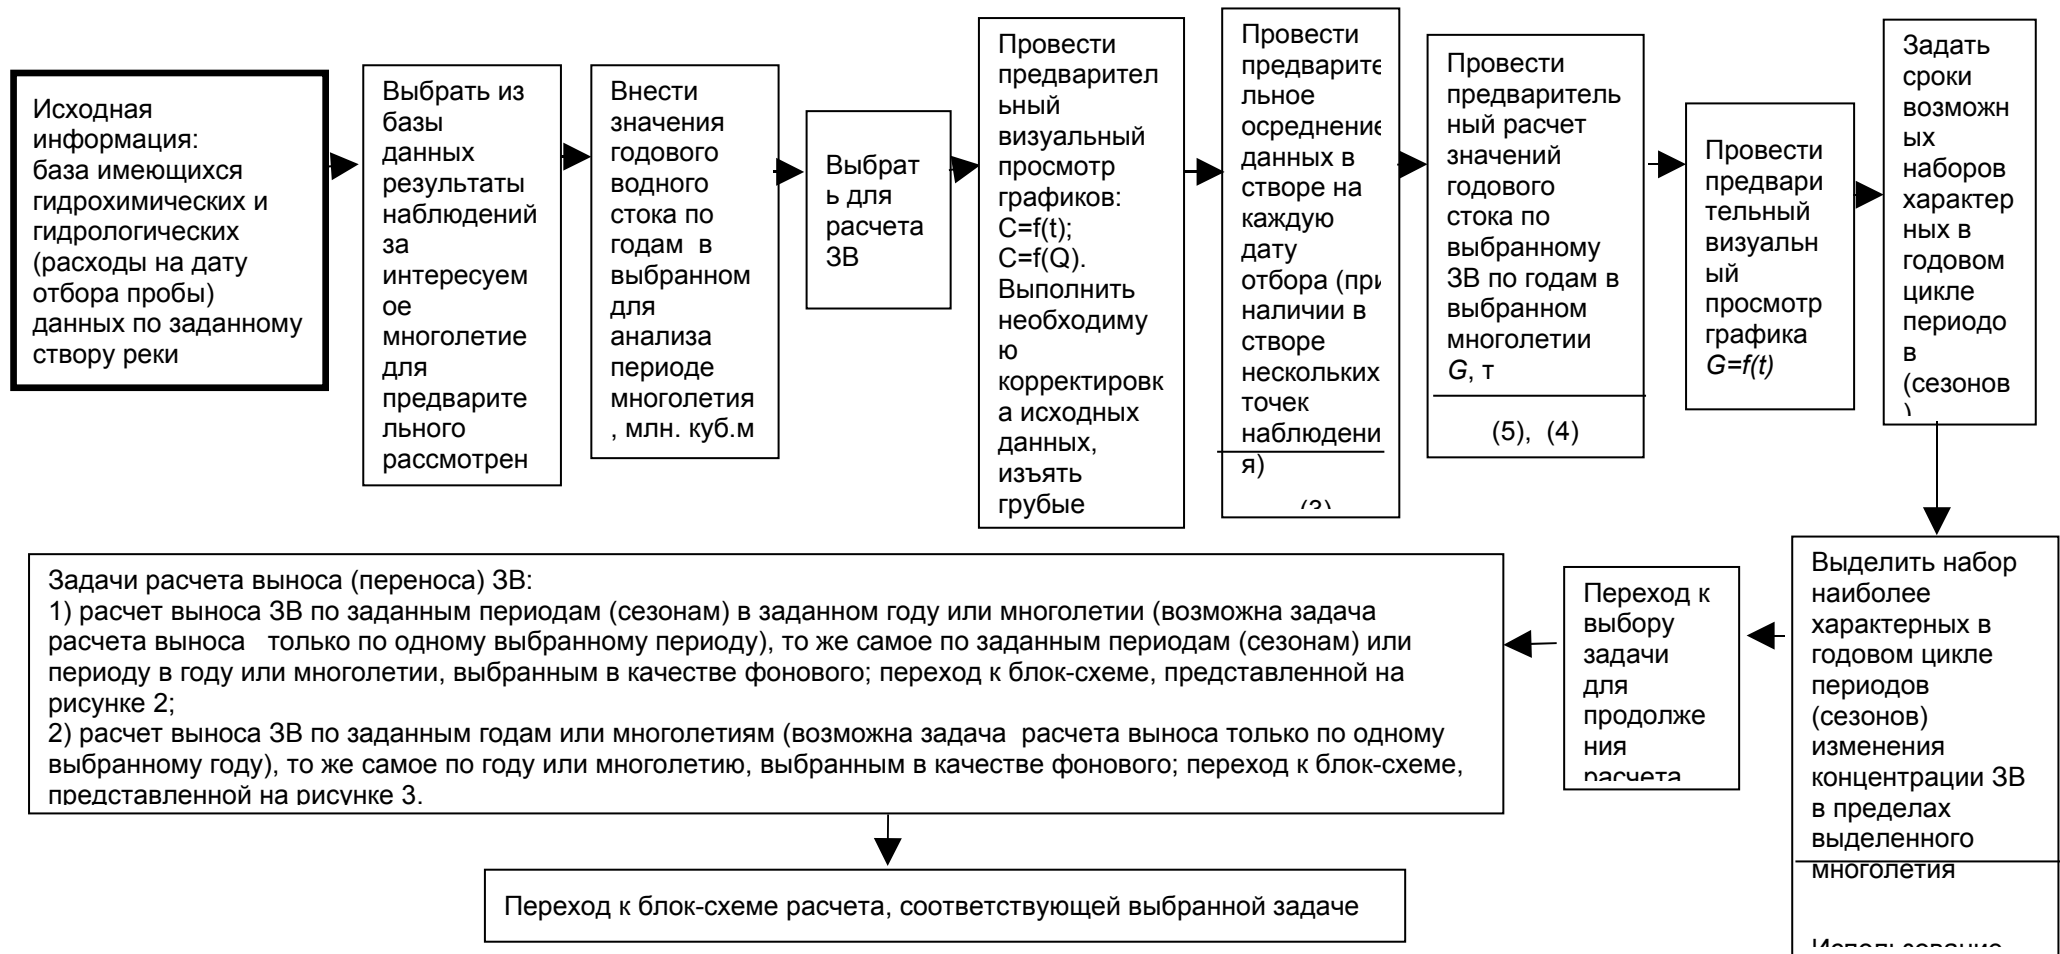 Исходная
информация:
база имеющихся
гидрохимических и
гидрологических
(расходы на дату
отбора пробы)
данных по заданному
створу реки
Выбрать из
базы
данных
результаты
наблюдений
за
интересуем
ое
многолетие
для
предварите
льного
рассмотрен
Внести
значения
годового
водного
стока по
годам в
выбранном
для
анализа
периоде
многолетия
, млн. куб.м
Выбрат
ь для
расчета
ЗВ
Провести
предварител
ьный
визуальный
просмотр
графиков:
C=f(t);
C=f(Q).
Выполнить
необходиму
ю
корректировк
а исходных
данных,
изъять
грубые
Провести
предварите
льное
осреднение
данных в
створе на
каждую
дату
отбора (при
наличии в
створе
нескольких
точек
наблюдени
я)
(3)
Провести
предваритель
ный расчет
значений
годового
стока по
выбранному
ЗВ по годам в
выбранном
многолетии
G, т
(5), (4)
Провести
предвари
тельный
визуальн
ый
просмотр
графика
G=f(t)
Задать
сроки
возможн
ых
наборов
характер
ных в
годовом
цикле
периодо
в
(сезонов
)
Выделить набор
наиболее
характерных в
годовом цикле
периодов
(сезонов)
изменения
концентрации ЗВ
в пределах
выделенного
многолетия
Использование
Переход к
выбору
задачи
для
продолже
ния
расчета
Задачи расчета выноса (переноса) ЗВ:
1) расчет выноса ЗВ по заданным периодам (сезонам) в заданном году или многолетии (возможна задача
расчета выноса только по одному выбранному периоду), то же самое по заданным периодам (сезонам) или
периоду в году или многолетии, выбранным в качестве фонового; переход к блок-схеме, представленной на
рисунке 2;
2) расчет выноса ЗВ по заданным годам или многолетиям (возможна задача расчета выноса только по одному
выбранному году), то же самое по году или многолетию, выбранным в качестве фонового; переход к блок-схеме,
представленной на рисунке 3.
Переход к блок-схеме расчета, соответствующей выбранной задаче